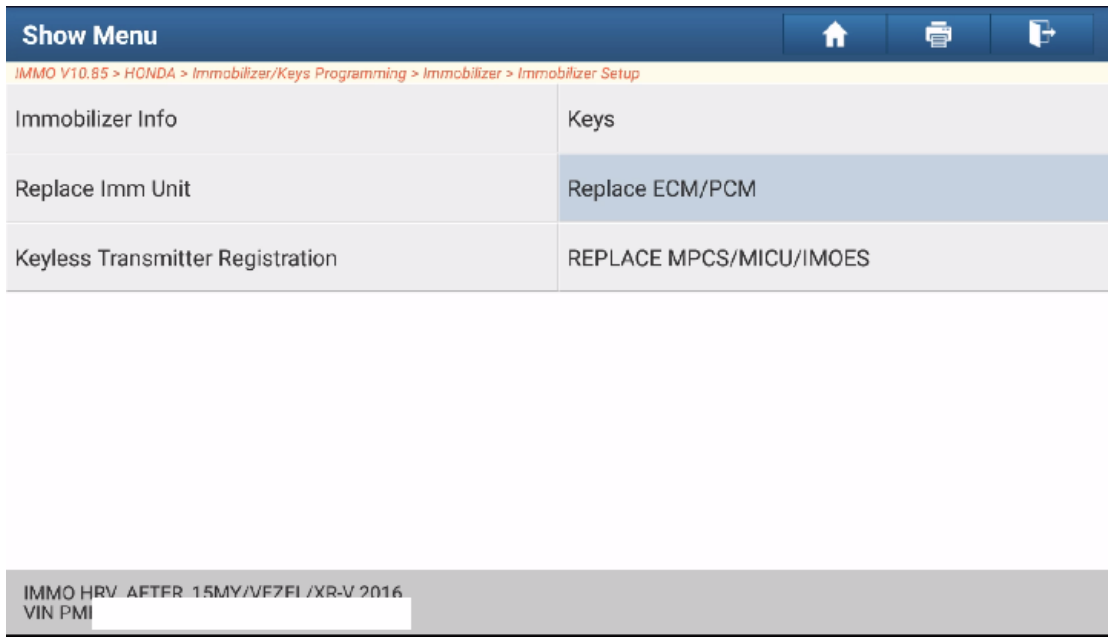 Show Menu
IMMO V10.85 > HONDA > Immobilizer/Keys Programming > Immobilizer > Immobilizer Setup
Immobilizer Info
Keys
Replace Imm Unit
Replace ECM/PCM
Keyless Transmitter Registration
REPLACE MPCS/MICU/IMOES
IMMO HRV AFTER 15MY/VEZEL/XR-V 2016
VIN